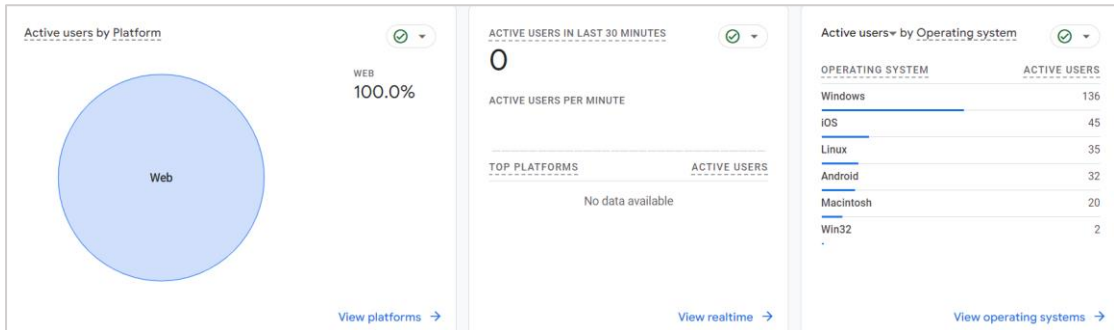 Active users by Platform
WEB
100.0%
Web
View platforms →
ACTIVE USERS IN LAST 30 MINUTES
0
ACTIVE USERS PER MINUTE
TOP PLATFORMS ACTIVE USERS
No data available
View realtime →
Active users by Operating system
OPERATING SYSTEM ACTIVE USERS
Windows 136
iOS 45
Linux 35
Android 32
Macintosh 20
Win32 2
View operating systems →